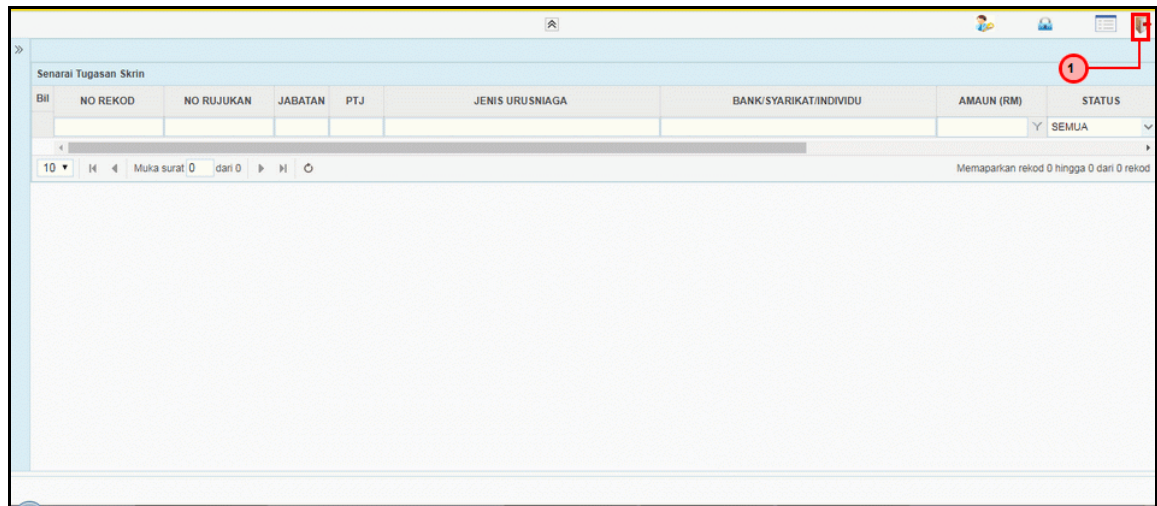 1
Senarai Tugasan Skrin
Bil NO REKOD NO RUJUKAN JABATAN PTJ JENIS URUSNIAGA BANK/SYARIKAT/INDIVIDU AMAUN (RM) STATUS
SEMUA
10 Muka surat 0 dari 0 Memaparkan rekod 0 hingga 0 dari 0 rekod